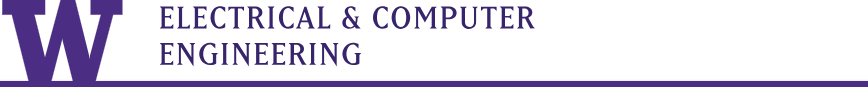 W
ELECTRICAL & COMPUTER
ENGINEERING